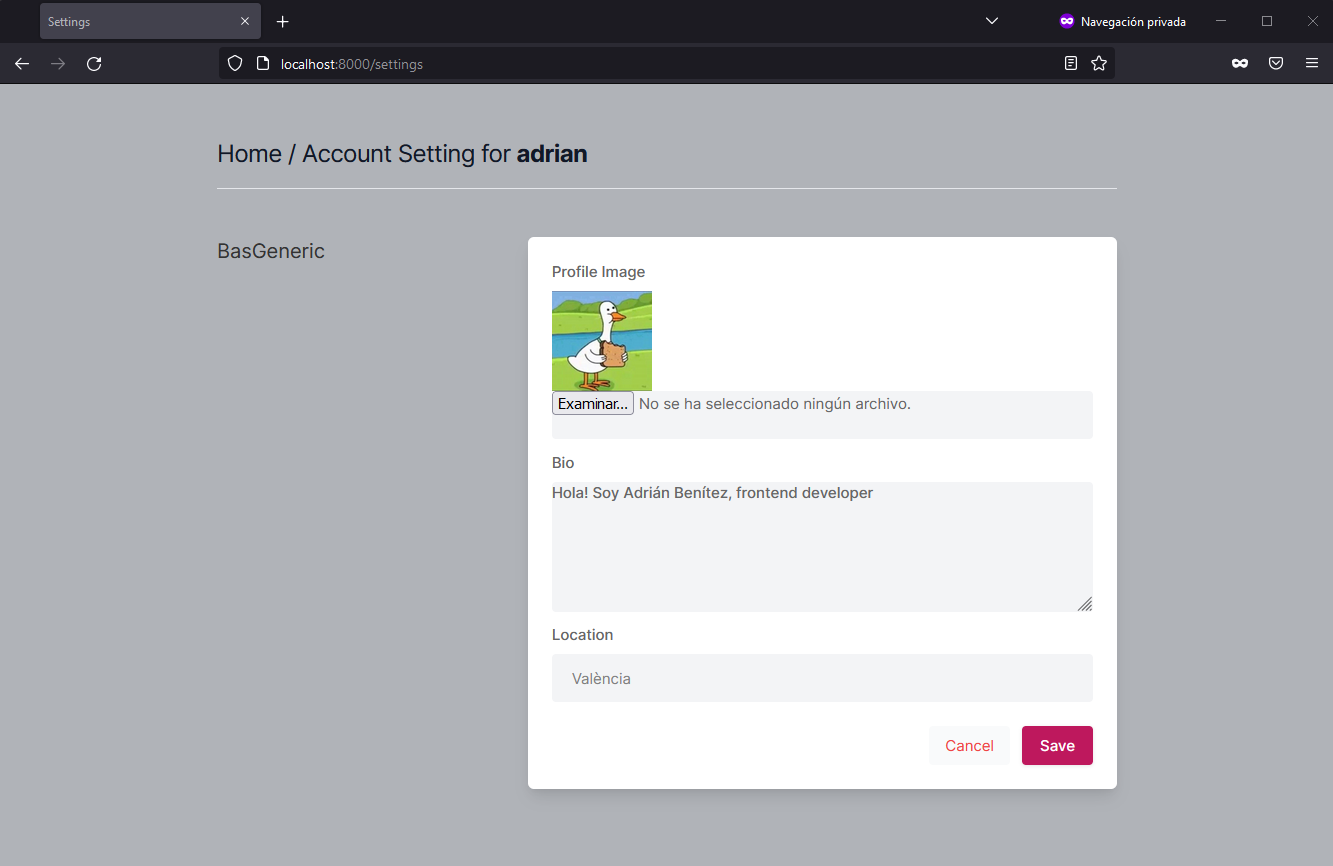 Settings
Navegación privada
localhost:8000/settings
Home / Account Setting for adrian
BasGeneric
Profile Image
Examinar... No se ha seleccionado ningún archivo.
Bio
Hola! Soy Adrián Benítez, frontend developer
Location
València
Cancel Save